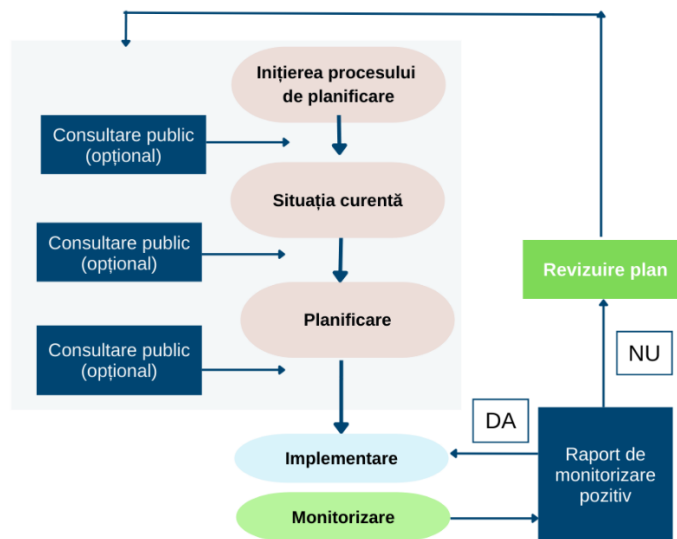 Inițierea procesului
de planificare
Consultare public
(opțional)
Situația curentă
Consultare public
(opțional)
Revizuire plan
Planificare
Consultare public
(opțional)
NU
DA
Implementare
Raport de
monitorizare
pozitiv
Monitorizare